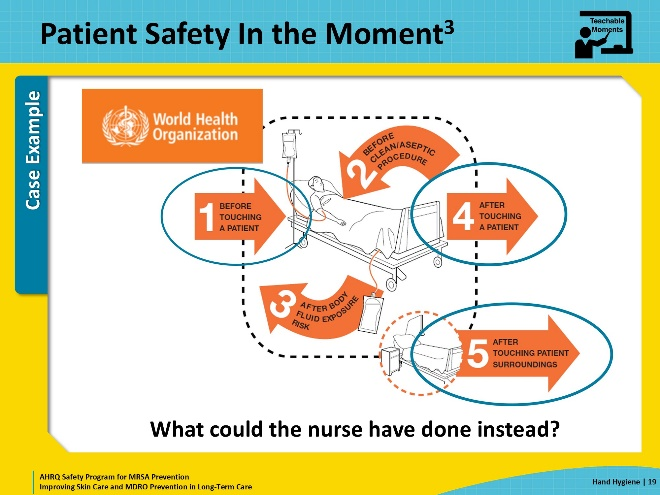 Patient Safety In the Moment3
Teachable
Moments
Case Example
World Health
Organization
1
BEFORE
TOUCHING
A PATIENT
2
BEFORE
CLEAN/ASEPTIC
PROCEDURE
3
AFTER BODY
FLUID EXPOSURE
RISK
4
AFTER
TOUCHING
A PATIENT
5
AFTER
TOUCHING PATIENT
SURROUNDINGS
What could the nurse have done instead?
AHRQ Safety Program for MRSA Prevention
Improving Skin Care and MDRO Prevention in Long-Term Care
Hand Hygiene | 19